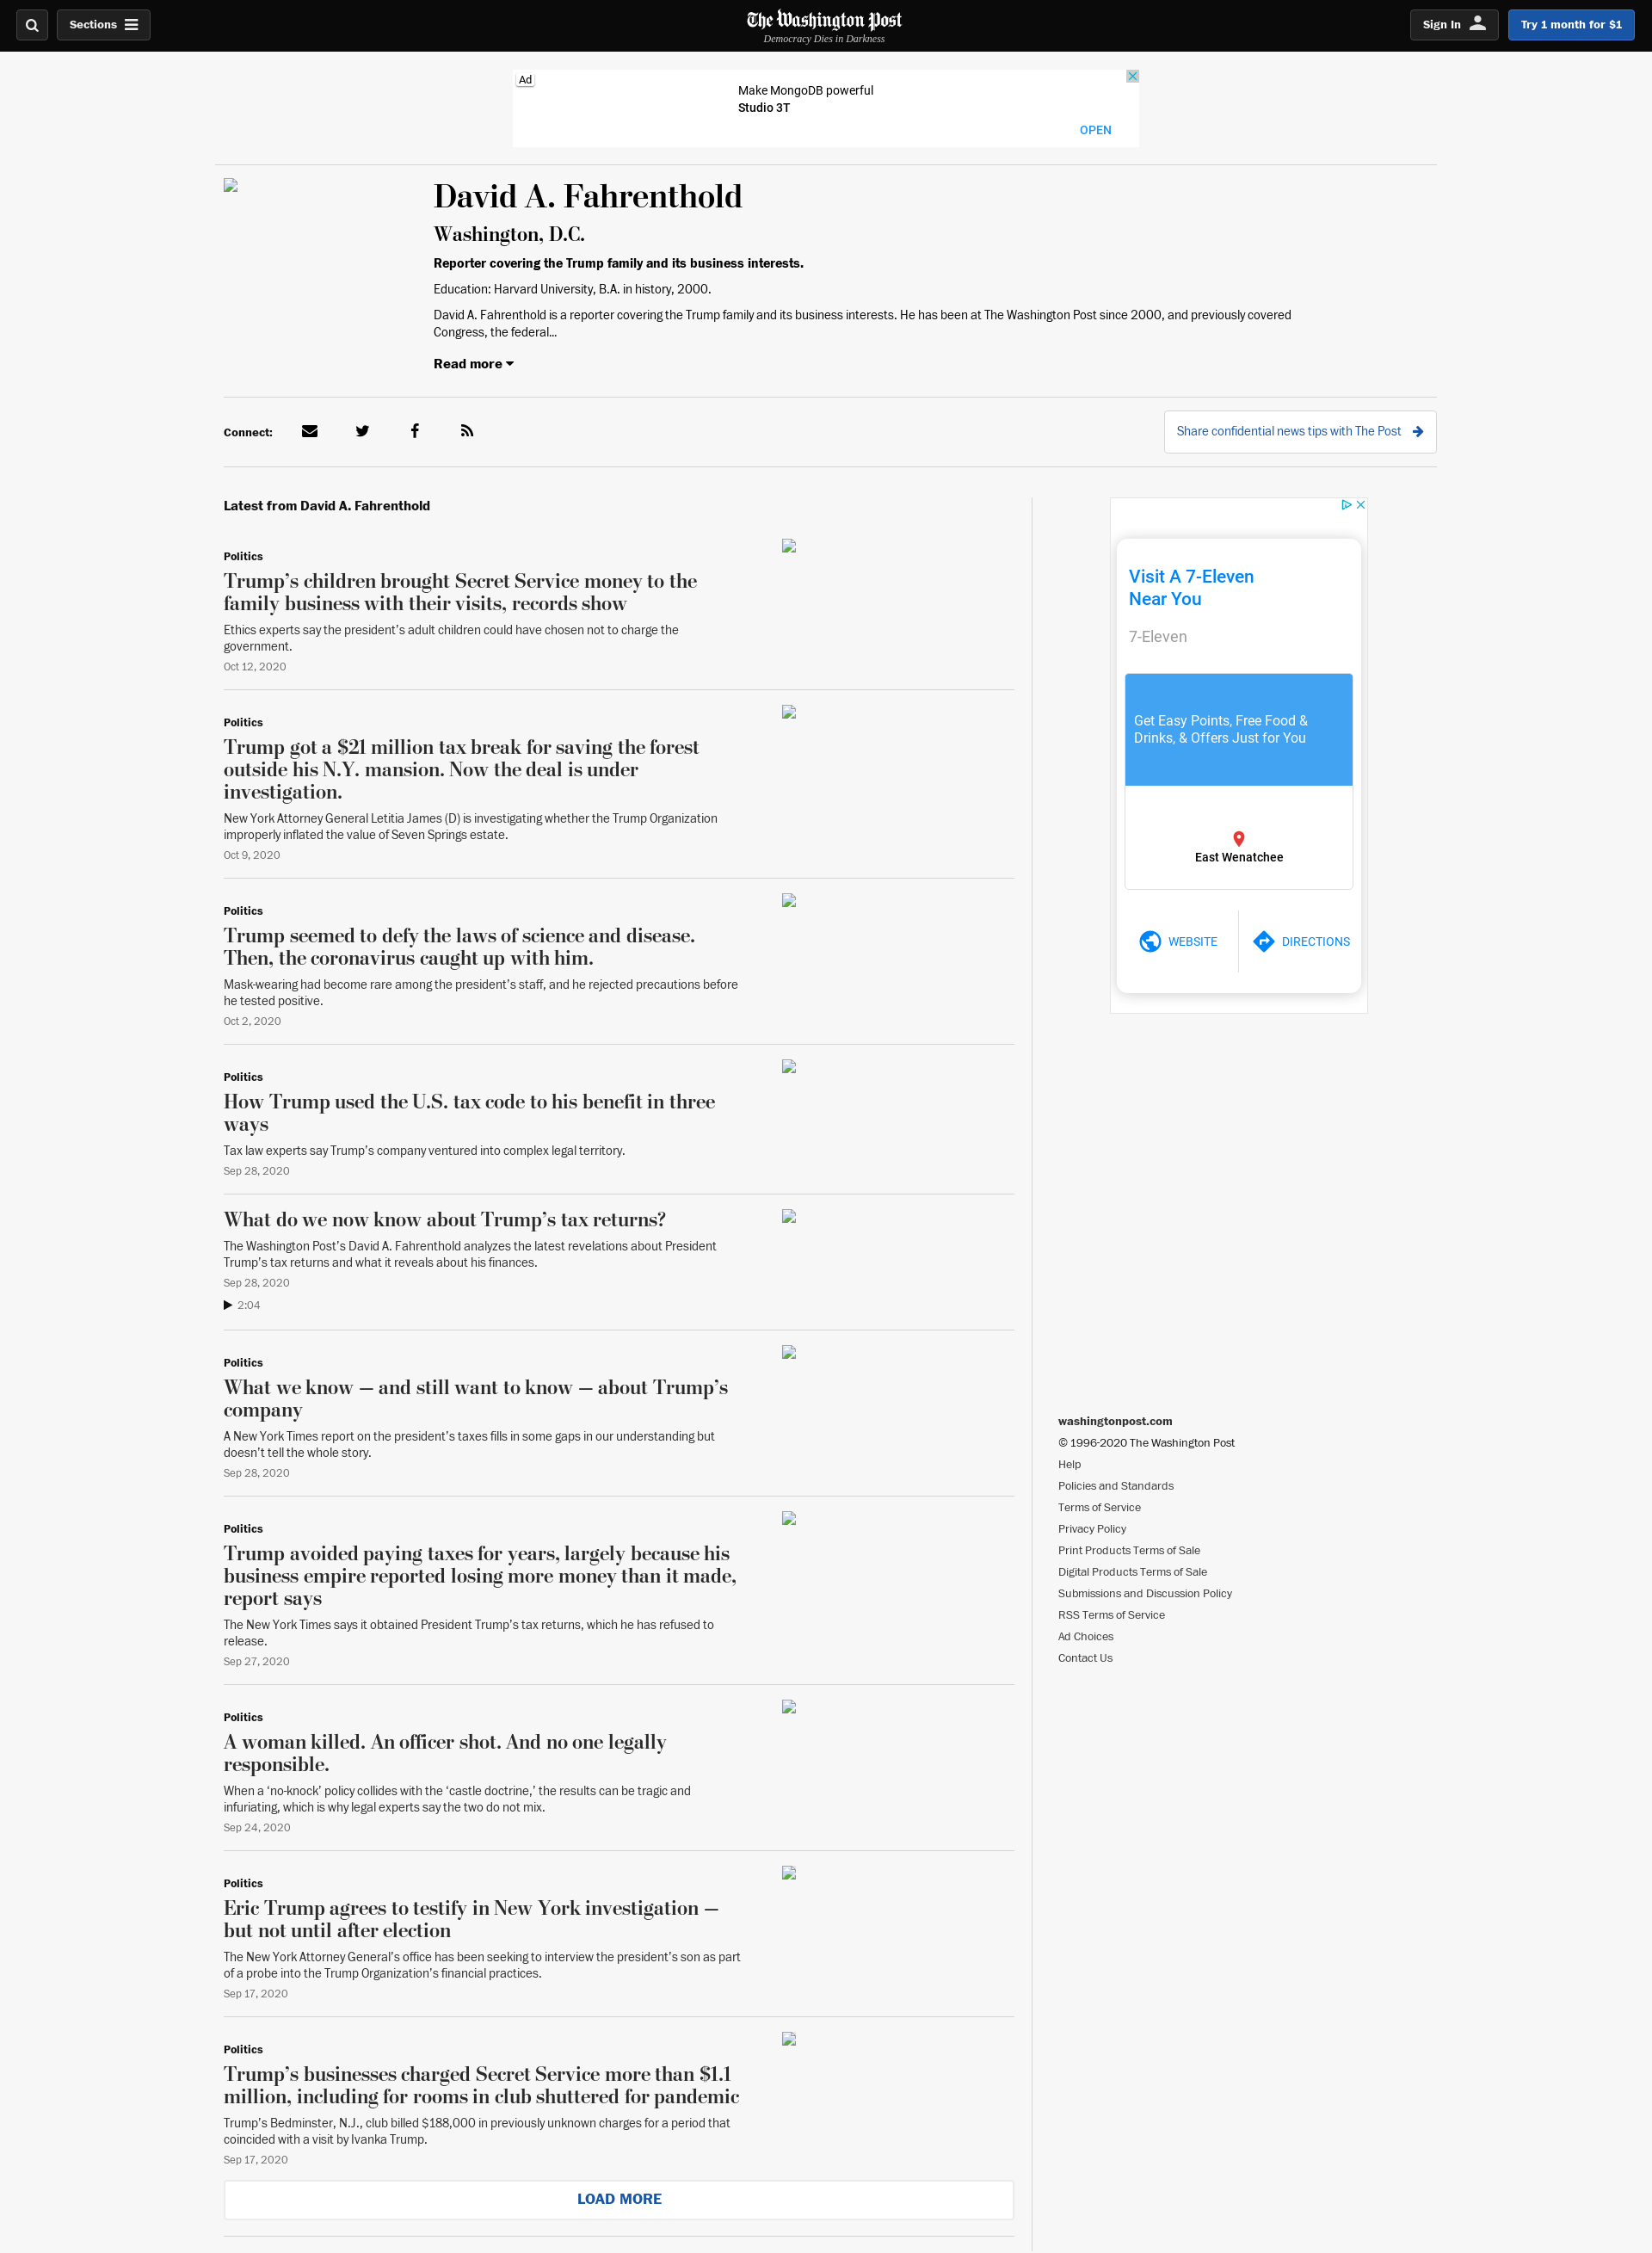 Sections
The Washington Post
Democracy Dies in Darkness
Sign In
Try 1 month for $1
Ad
Make MongoDB powerful
Studio 3T
OPEN
David A. Fahrenthold
Washington, D.C.
Reporter covering the Trump family and its business interests.
Education: Harvard University, B.A. in history, 2000.
David A. Fahrenthold is a reporter covering the Trump family and its business interests. He has been at The Washington Post since 2000, and previously covered
Congress, the federal...
Read more
Connect:
Share confidential news tips with The Post
Latest from David A. Fahrenthold
Politics
Trump’s children brought Secret Service money to the
family business with their visits, records show
Ethics experts say the president’s adult children could have chosen not to charge the
government.
Oct 12, 2020
Politics
Trump got a $21 million tax break for saving the forest
outside his N.Y. mansion. Now the deal is under
investigation.
New York Attorney General Letitia James (D) is investigating whether the Trump Organization
improperly inflated the value of Seven Springs estate.
Oct 9, 2020
Politics
Trump seemed to defy the laws of science and disease.
Then, the coronavirus caught up with him.
Mask-wearing had become rare among the president’s staff, and he rejected precautions before
he tested positive.
Oct 2, 2020
Politics
How Trump used the U.S. tax code to his benefit in three
ways
Tax law experts say Trump’s company ventured into complex legal territory.
Sep 28, 2020
What do we now know about Trump’s tax returns?
The Washington Post’s David A. Fahrenthold analyzes the latest revelations about President
Trump’s tax returns and what it reveals about his finances.
Sep 28, 2020
2:04
Politics
What we know — and still want to know — about Trump’s
company
A New York Times report on the president’s taxes fills in some gaps in our understanding but
doesn’t tell the whole story.
Sep 28, 2020
Politics
Trump avoided paying taxes for years, largely because his
business empire reported losing more money than it made,
report says
The New York Times says it obtained President Trump’s tax returns, which he has refused to
release.
Sep 27, 2020
Politics
A woman killed. An officer shot. And no one legally
responsible.
When a ‘no-knock’ policy collides with the ‘castle doctrine,’ the results can be tragic and
infuriating, which is why legal experts say the two do not mix.
Sep 24, 2020
Politics
Eric Trump agrees to testify in New York investigation —
but not until after election
The New York Attorney General’s office has been seeking to interview the president’s son as part
of a probe into the Trump Organization’s financial practices.
Sep 17, 2020
Politics
Trump’s businesses charged Secret Service more than $1.1
million, including for rooms in club shuttered for pandemic
Trump’s Bedminster, N.J., club billed $188,000 in previously unknown charges for a period that
coincided with a visit by Ivanka Trump.
Sep 17, 2020
LOAD MORE
Visit A 7-Eleven
Near You
7-Eleven
Get Easy Points, Free Food &
Drinks, & Offers Just for You
East Wenatchee
WEBSITE
DIRECTIONS
washingtonpost.com
© 1996-2020 The Washington Post
Help
Policies and Standards
Terms of Service
Privacy Policy
Print Products Terms of Sale
Digital Products Terms of Sale
Submissions and Discussion Policy
RSS Terms of Service
Ad Choices
Contact Us